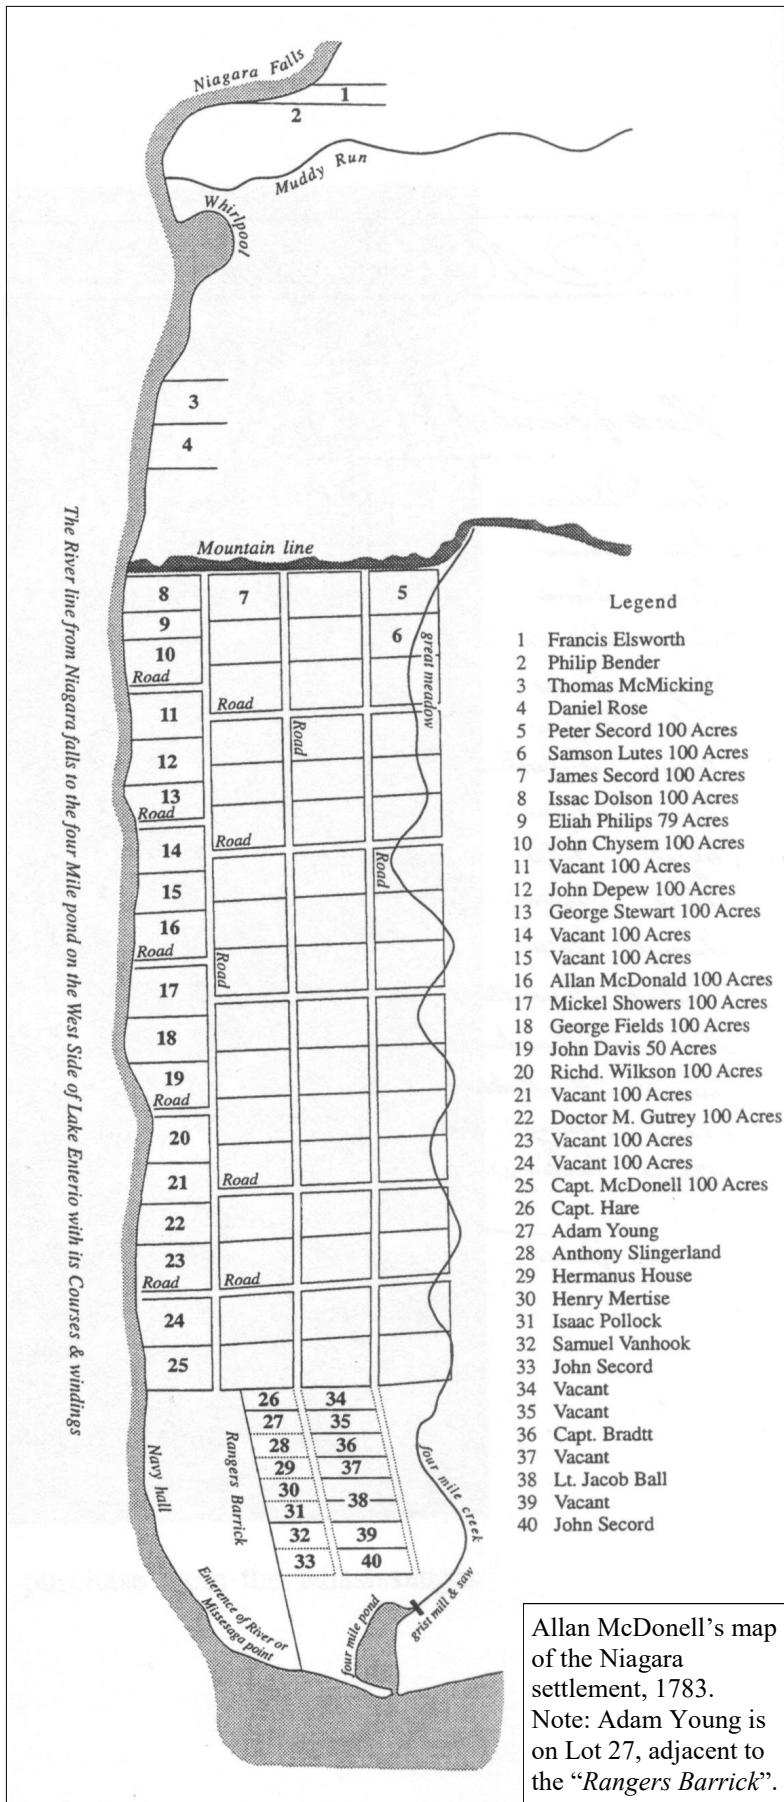 Niagara Falls
1
2
Muddy Run
Whirlpool
3
4
The River line from Niagara falls to the four Mile pond on the West Side of Lake Enterio with its Courses & windings
Mountain line
8
7
5
9
6
great meadow
10
Road
11
Road
Road
12
13
Road
14
Road
Road
15
16
Road
Road
17
18
19
Road
20
21
Road
22
23
Road
Road
24
25
26
34
27
35
28
36
29
37
30
38
31
32
39
33
40
Rangers Barrick
Navy hall
four mile creek
Enterence of River or
Missesaga point
four mile pond
grist mill & saw
Legend
1 Francis Elsworth
2 Philip Bender
3 Thomas McMicking
4 Daniel Rose
5 Peter Secord 100 Acres
6 Samson Lutes 100 Acres
7 James Secord 100 Acres
8 Issac Dolson 100 Acres
9 Eliah Philips 79 Acres
10 John Chysem 100 Acres
11 Vacant 100 Acres
12 John Depew 100 Acres
13 George Stewart 100 Acres
14 Vacant 100 Acres
15 Vacant 100 Acres
16 Allan McDonald 100 Acres
17 Mickel Showers 100 Acres
18 George Fields 100 Acres
19 John Davis 50 Acres
20 Richd. Wilkson 100 Acres
21 Vacant 100 Acres
22 Doctor M. Gutrey 100 Acres
23 Vacant 100 Acres
24 Vacant 100 Acres
25 Capt. McDonell 100 Acres
26 Capt. Hare
27 Adam Young
28 Anthony Slingerland
29 Hermanus House
30 Henry Mertise
31 Isaac Pollock
32 Samuel Vanhook
33 John Secord
34 Vacant
35 Vacant
36 Capt. Bradtt
37 Vacant
38 Lt. Jacob Ball
39 Vacant
40 John Secord
Allan McDonell's map
of the Niagara
settlement, 1783.
Note: Adam Young is
on Lot 27, adjacent to
the “Rangers Barrick”.